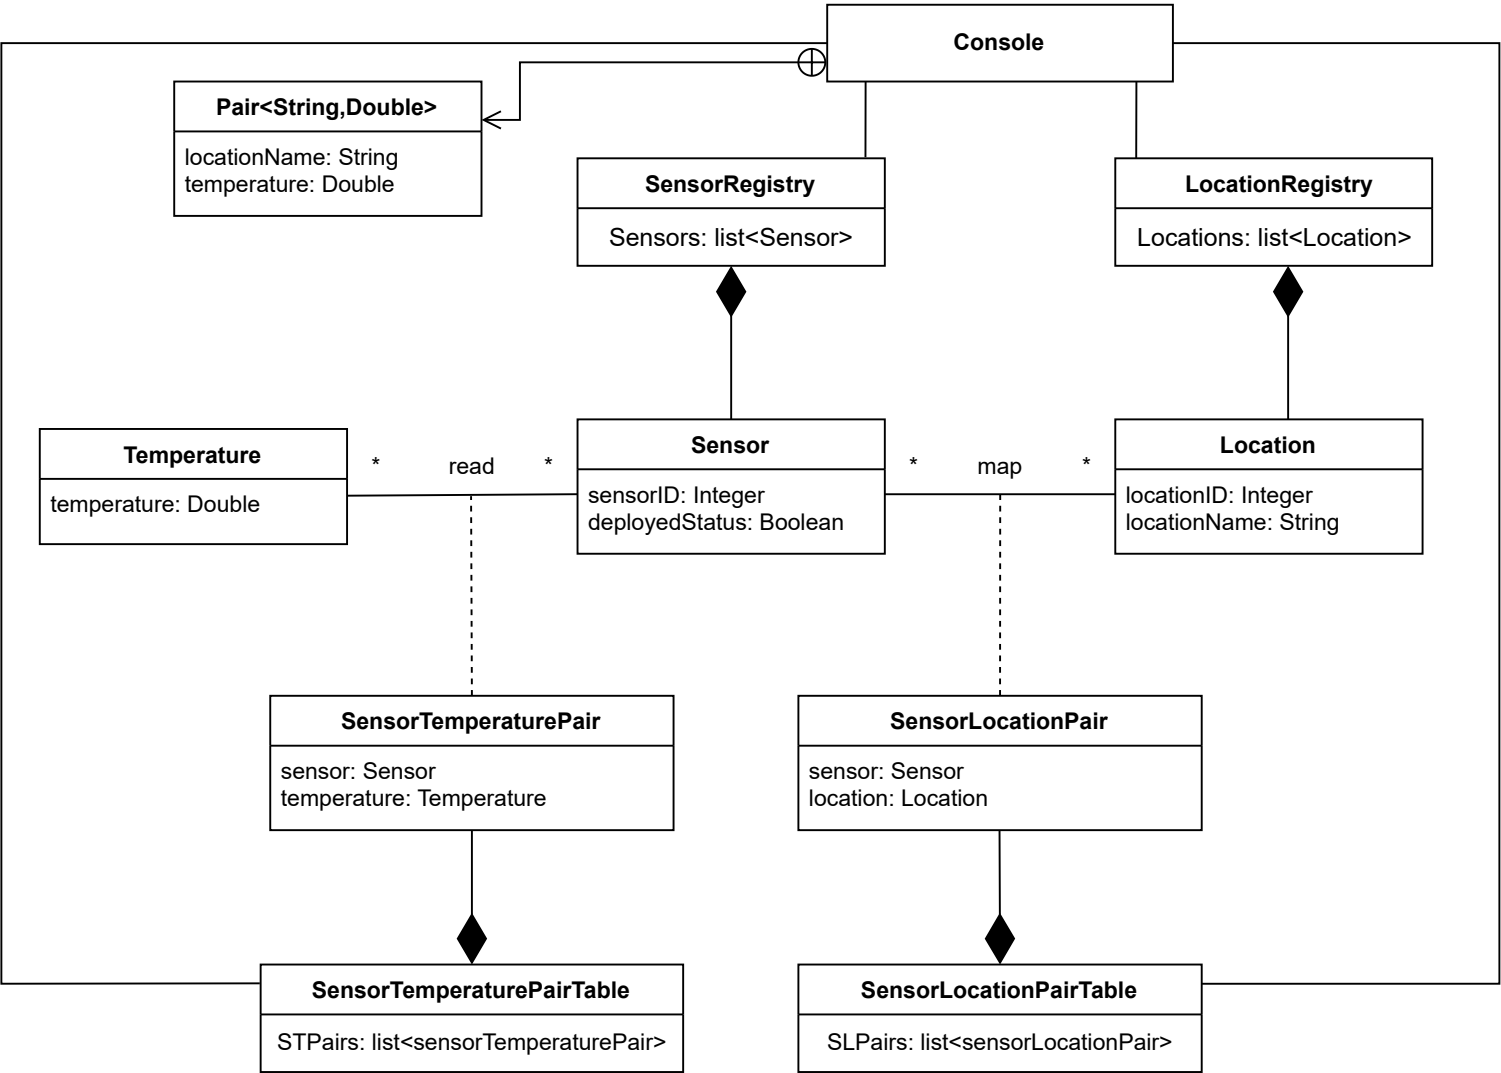 Console
Pair<String,Double>
locationName: String
temperature: Double
SensorRegistry
Sensors: list<Sensor>
LocationRegistry
Locations: list<Location>
Temperature
temperature: Double
* read *
Sensor
sensorID: Integer
deployedStatus: Boolean
* map *
Location
locationID: Integer
locationName: String
SensorTemperaturePair
sensor: Sensor
temperature: Temperature
SensorLocationPair
sensor: Sensor
location: Location
SensorTemperaturePairTable
STPairs: list<sensorTemperaturePair>
SensorLocationPairTable
SLPairs: list<sensorLocationPair>